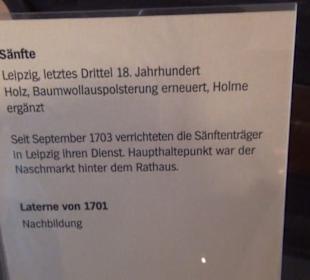 Sänfte
Leipzig, letztes Drittel 18. Jahrhundert
Holz, Baumwollauspolsterung erneuert, Holme
ergänzt
Seit September 1703 verrichteten die Sänftenträger
in Leipzig ihren Dienst. Haupthaltepunkt war der
Naschmarkt hinter dem Rathaus.
Laterne von 1701
Nachbildung